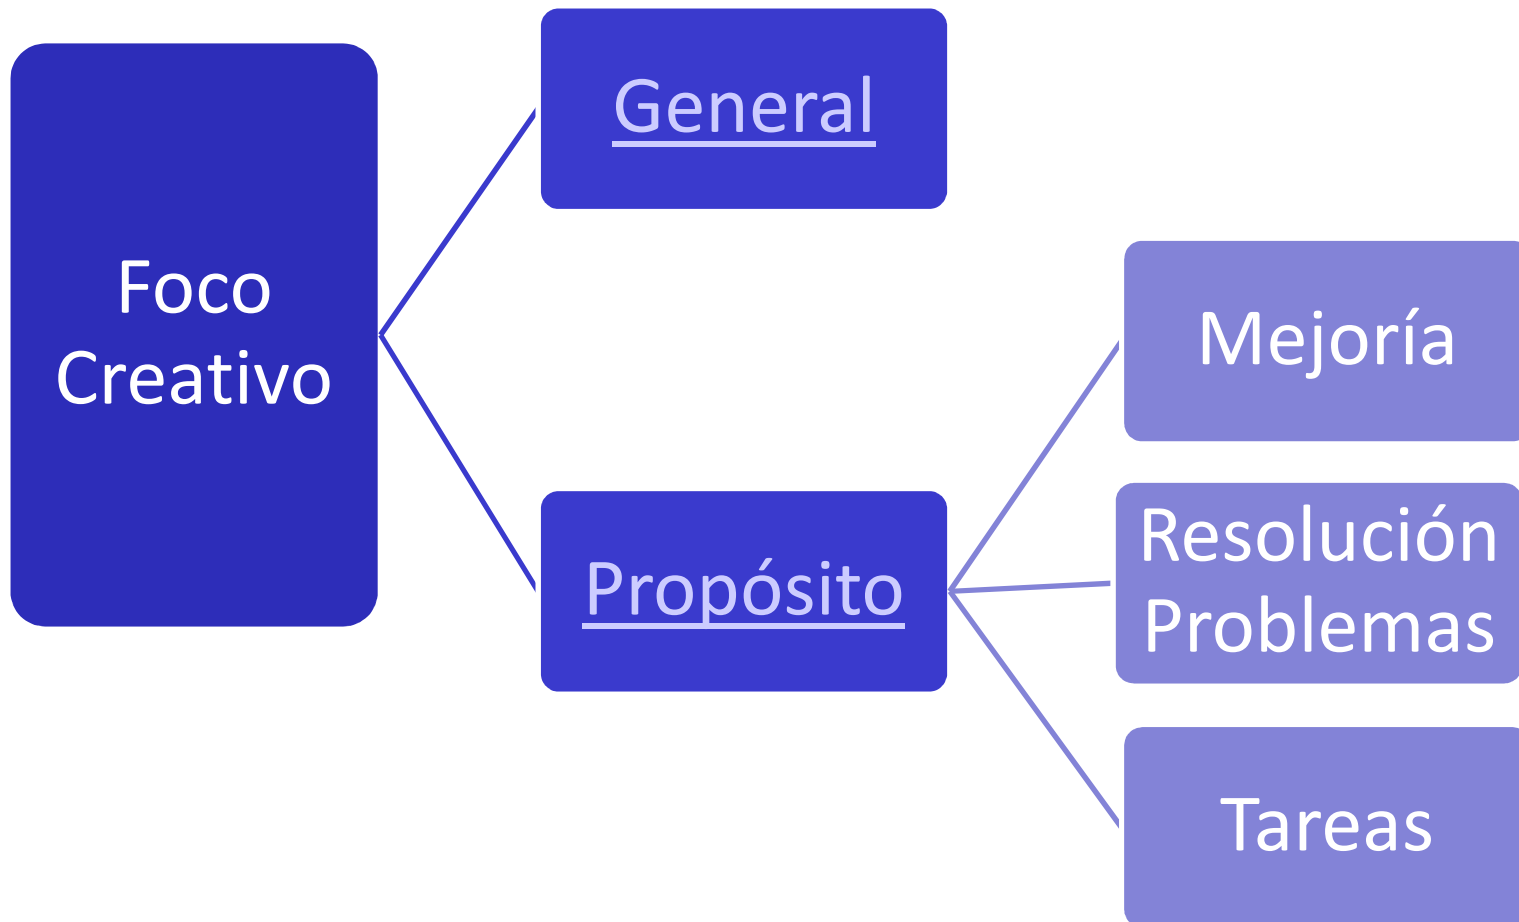 Foco
Creativo
General
Propósito
Mejoría
Resolución
Problemas
Tareas